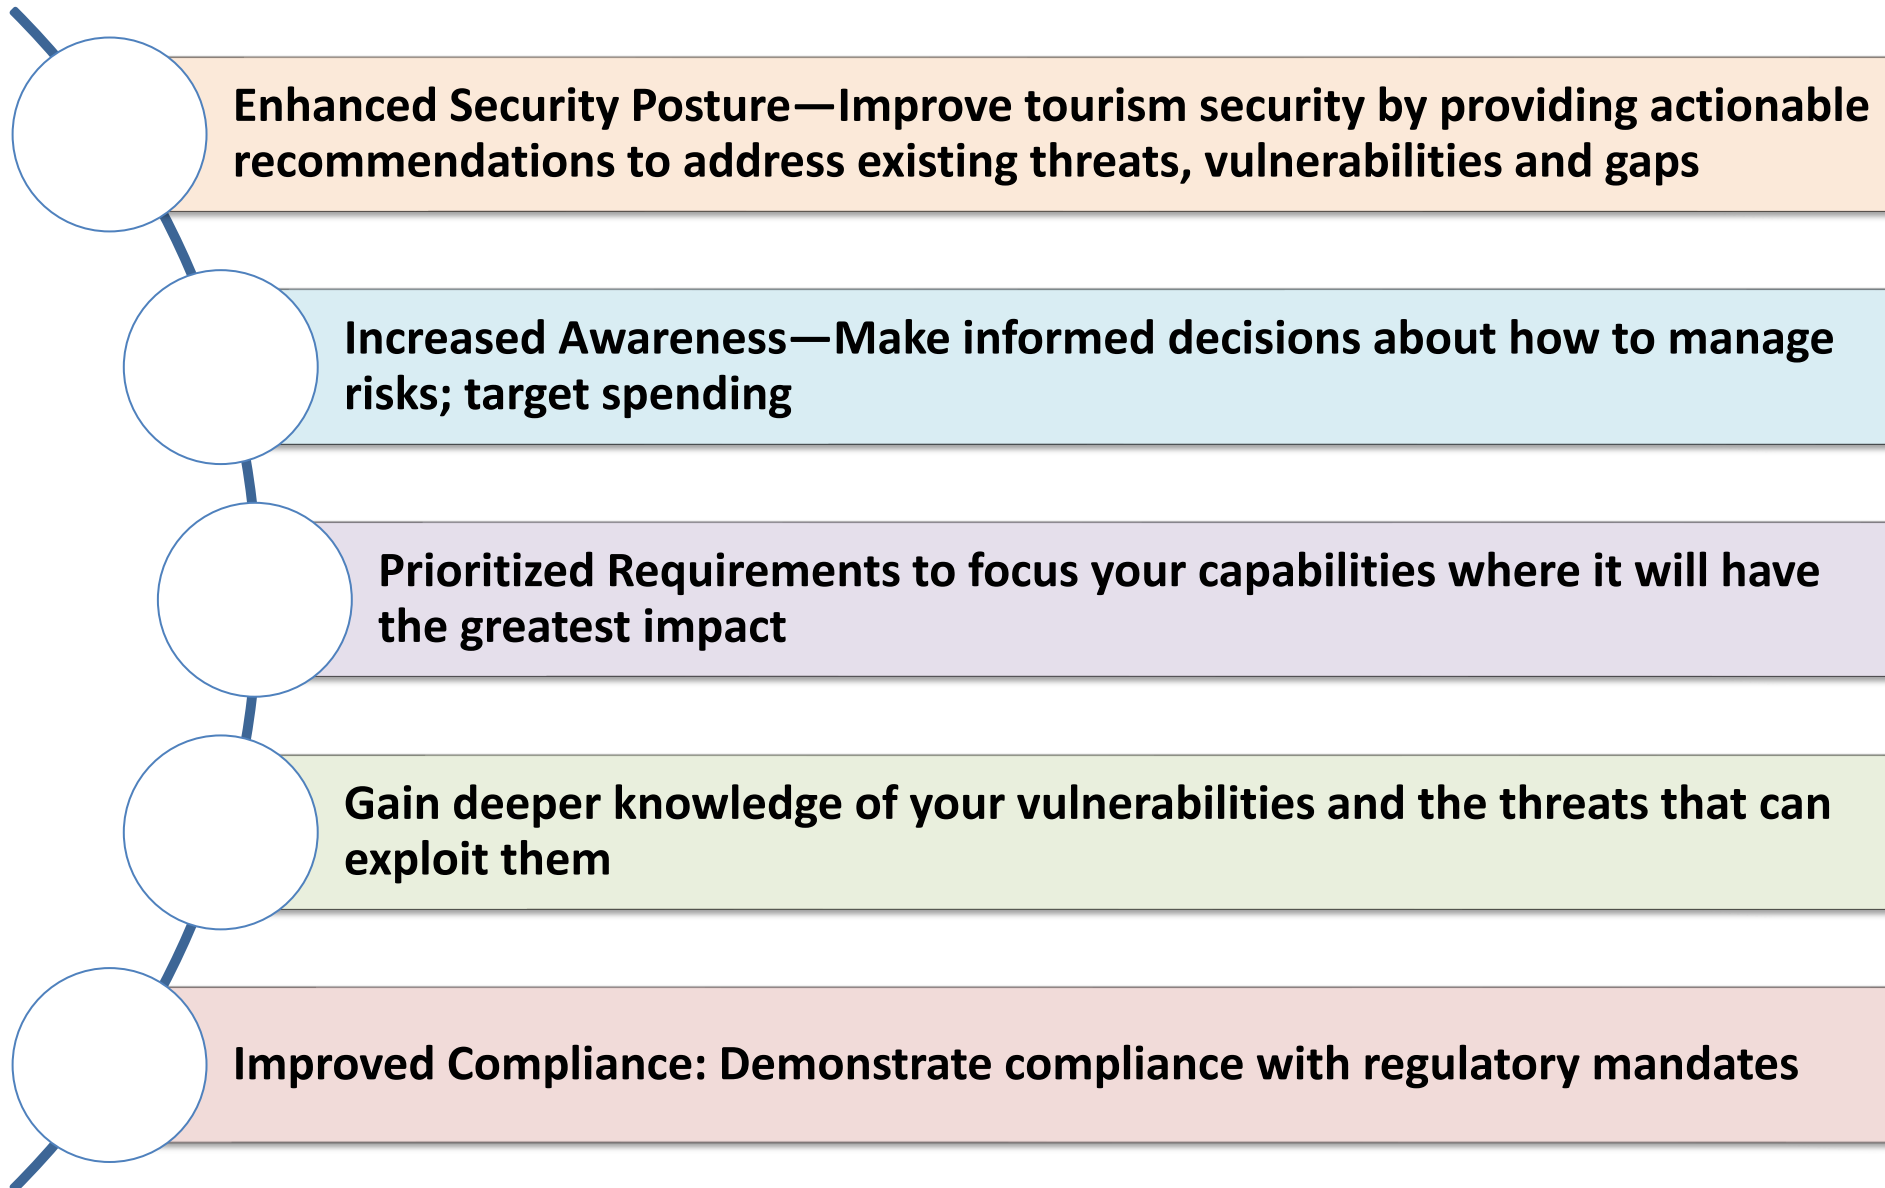 Enhanced Security Posture—Improve tourism security by providing actionable
recommendations to address existing threats, vulnerabilities and gaps
Increased Awareness—Make informed decisions about how to manage
risks; target spending
Prioritized Requirements to focus your capabilities where it will have
the greatest impact
Gain deeper knowledge of your vulnerabilities and the threats that can
exploit them
Improved Compliance: Demonstrate compliance with regulatory mandates